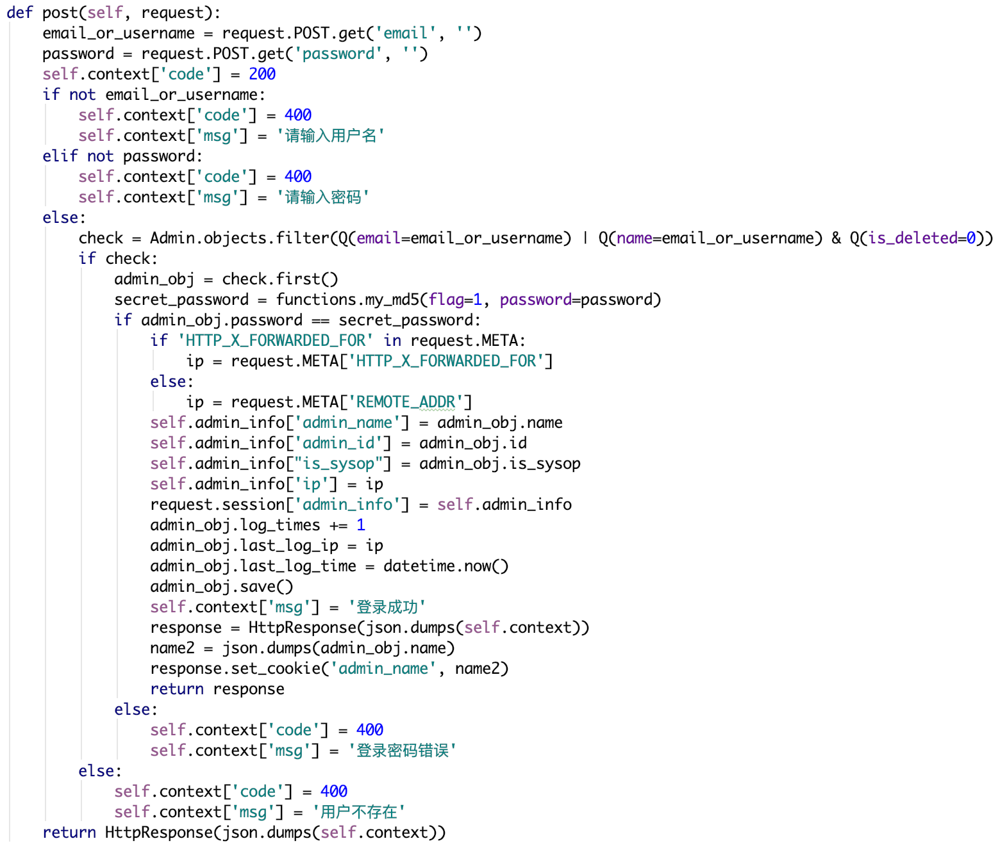 def post(self, request):
    email_or_username = request.POST.get('email', '')
    password = request.POST.get('password', '')
    self.context['code'] = 200
    if not email_or_username:
        self.context['code'] = 400
        self.context['msg'] = '请输入用户名'
    elif not password:
        self.context['code'] = 400
        self.context['msg'] = '请输入密码'
    else:
        check = Admin.objects.filter(Q(email=email_or_username) | Q(name=email_or_username) & Q(is_deleted=0))
        if check:
            admin_obj = check.first()
            secret_password = functions.my_md5(flag=1, password=password)
            if admin_obj.password == secret_password:
                if 'HTTP_X_FORWARDED_FOR' in request.META:
                    ip = request.META['HTTP_X_FORWARDED_FOR']
                else:
                    ip = request.META['REMOTE_ADDR']
                self.admin_info['admin_name'] = admin_obj.name
                self.admin_info['admin_id'] = admin_obj.id
                self.admin_info["is_sysop"] = admin_obj.is_sysop
                self.admin_info['ip'] = ip
                request.session['admin_info'] = self.admin_info
                admin_obj.log_times += 1
                admin_obj.last_log_ip = ip
                admin_obj.last_log_time = datetime.now()
                admin_obj.save()
                self.context['msg'] = '登录成功'
                response = HttpResponse(json.dumps(self.context))
                name2 = json.dumps(admin_obj.name)
                response.set_cookie('admin_name', name2)
                return response
            else:
                self.context['code'] = 400
                self.context['msg'] = '登录密码错误'
        else:
            self.context['code'] = 400
            self.context['msg'] = '用户不存在'
    return HttpResponse(json.dumps(self.context))